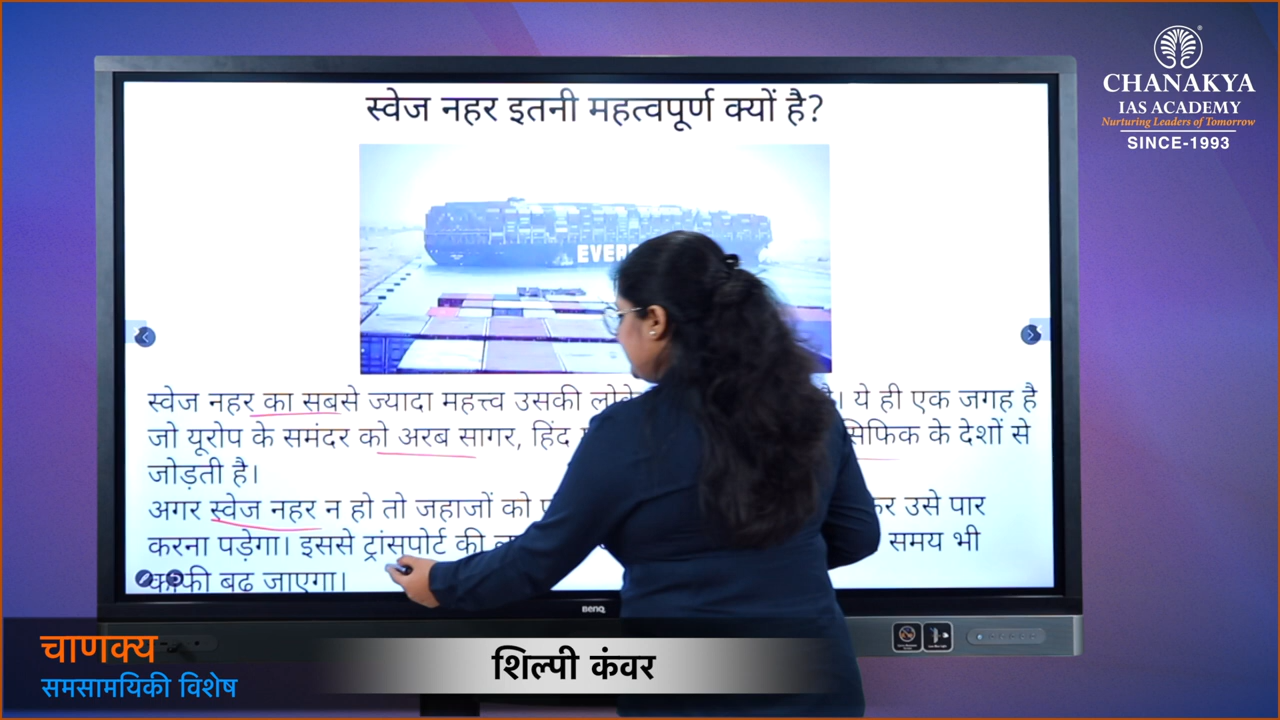 CHANAKYA
IAS ACADEMY
Nurturing Leaders of Tomorrow
SINCE-1993
स्वेज नहर इतनी महत्वपूर्ण क्यों है?
EVER
स्वेज नहर का सबसे ज्यादा महत्त्व उसकी है। ये ही एक जगह है
जो यूरोप के समंदर को अरब सागर, हिंद के देशों से
जोड़ती है।
अगर स्वेज नहर न हो तो जहाजों को उसे पार
करना पड़ेगा। इससे ट्रांसपोर्ट की समय भी
काफी बढ़ जाएगा।
BenQ
चाणक्य
समसामयिकी विशेष
शिल्पी कंवर